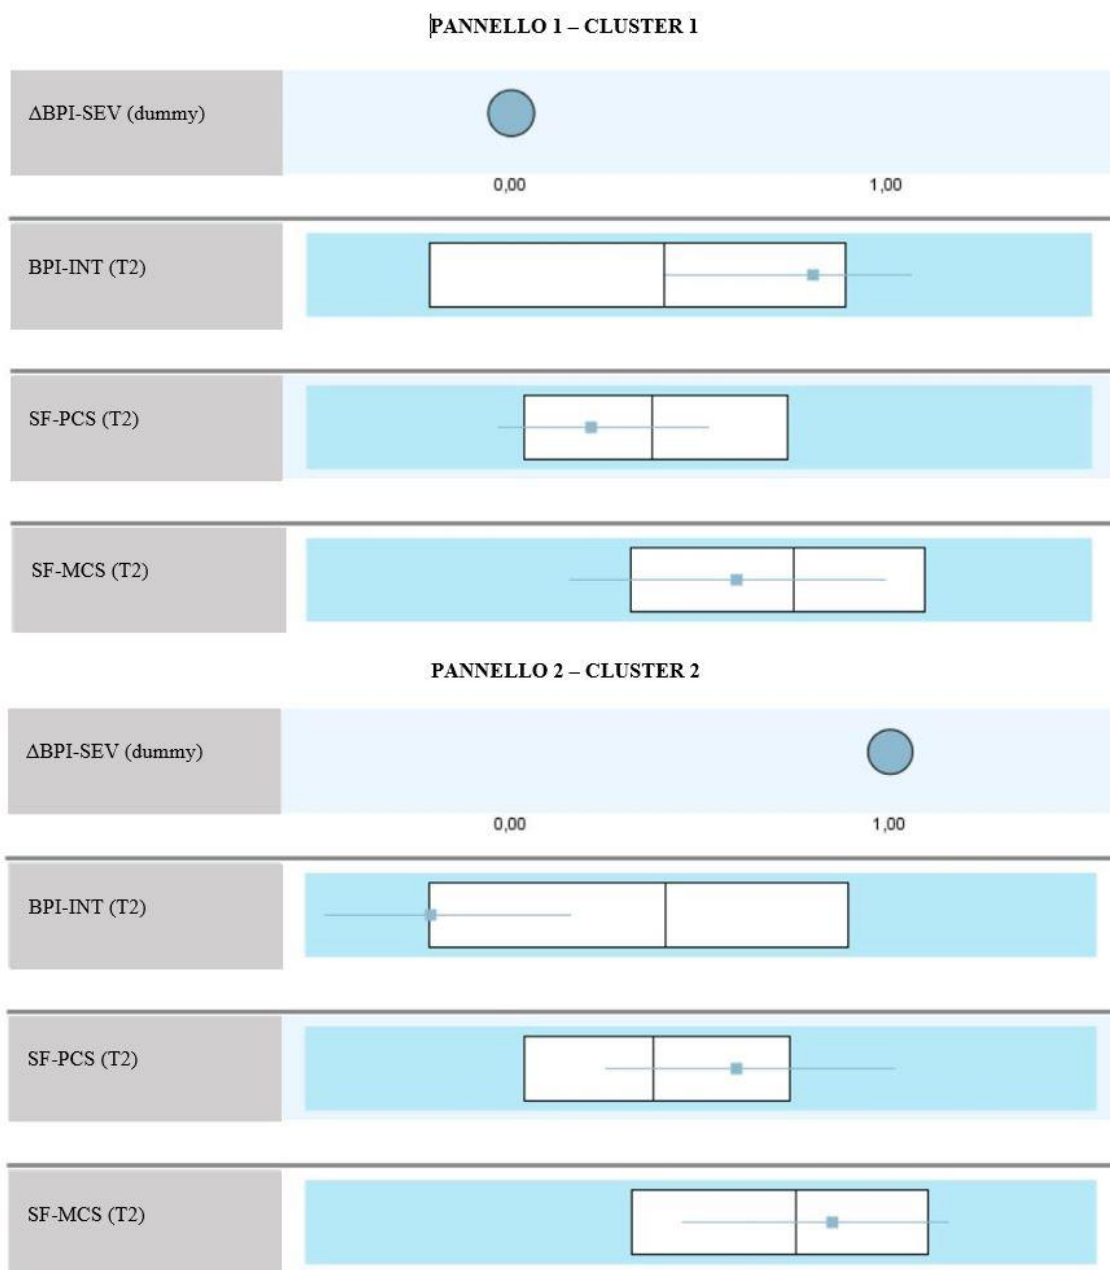 PANNELLO 1 – CLUSTER 1
ΔBPI-SEV (dummy)
0,00 1,00
BPI-INT (T2)
SF-PCS (T2)
SF-MCS (T2)
PANNELLO 2 – CLUSTER 2
ΔBPI-SEV (dummy)
0,00 1,00
BPI-INT (T2)
SF-PCS (T2)
SF-MCS (T2)